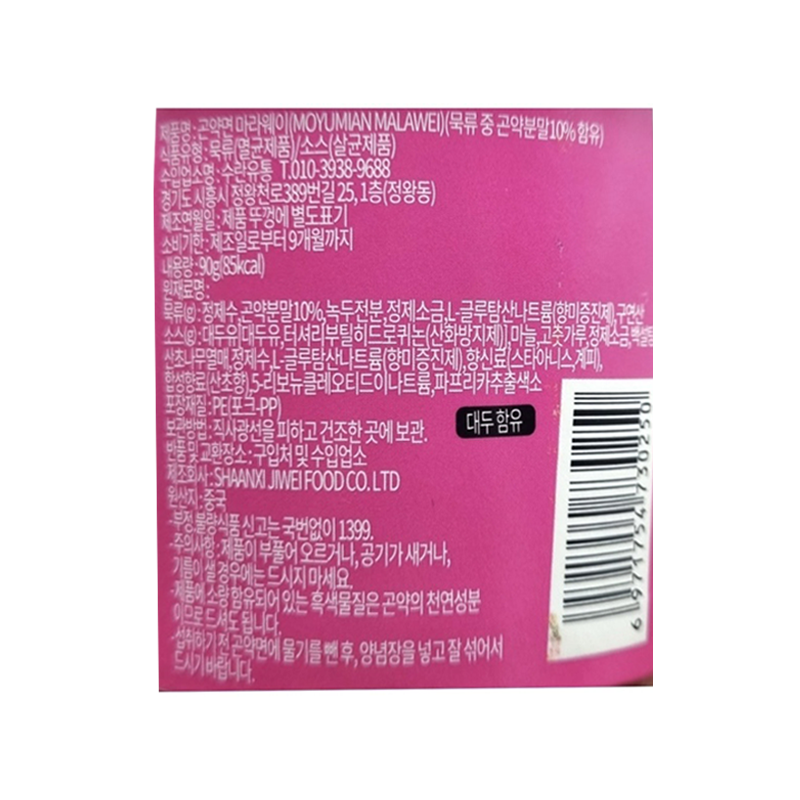 제품명 : 곤약면 마라웨이(MOYUMIAN MALAWEI)(묵류 중 곤약분말10% 함유)
식품유형 : 묵류(멸균제품)/소스(살균제품)
수입업소명 : 수란유통 T.010-3938-9688
경기도 시흥시 정왕천로389번길 25, 1층(정왕동)
제조연월일 : 제품 뚜껑에 별도표기
소비기한 : 제조일로부터 9개월까지
내용량 : 90g(85kcal)
원재료명 :
묵류(g) : 정제수, 곤약분말10%, 녹두전분, 정제소금, L-글루탐산나트륨(향미증진제), 구연산
소스(g) : 대두유[대두유, 터셔리부틸히드로퀴논(산화방지제)] 마늘, 고춧가루, 정제소금, 백설탕
산초나무열매, 정제수, L-글루탐산나트륨(향미증진제), 향신료(스타아니스, 계피),
합성향료(산초향), 5-리보뉴클레오티드이나트륨, 파프리카추출색소
포장재질 : PE(포크-PP)
대두 함유
보관방법 : 직사광선을 피하고 건조한 곳에 보관.
반품 및 교환장소 : 구입처 및 수입업소
제조회사 : SHAANXI JIWEI FOOD CO. LTD
원산지 : 중국
·부정·불량식품 신고는 국번없이 1399.
·주의사항 : 제품이 부풀어 오르거나, 공기가 새거나,
기름이 샐 경우에는 드시지 마세요.
·제품에 소량 함유되어 있는 흑색물질은 곤약의 천연성분
이므로 드셔도 됩니다.
·섭취하기 전 곤약면에 물기를 뺀 후, 양념장을 넣고 잘 섞어서
드시기 바랍니다.
6 971754 730250